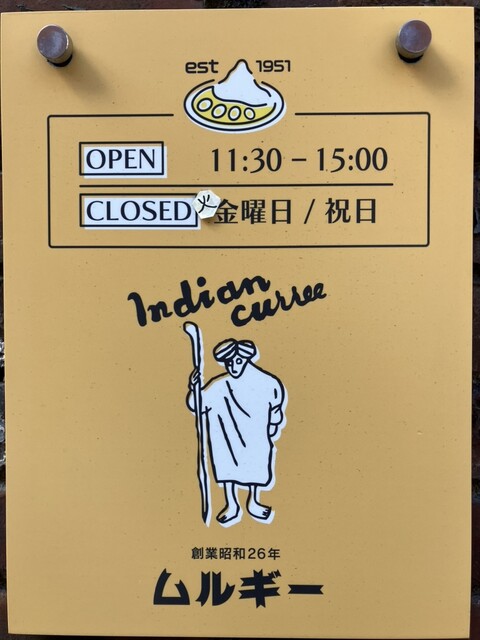 est 1951
OPEN 11:30 – 15:00
CLOSED 火 金曜日 / 祝日
Indian
curree
創業昭和26年
ムルギー